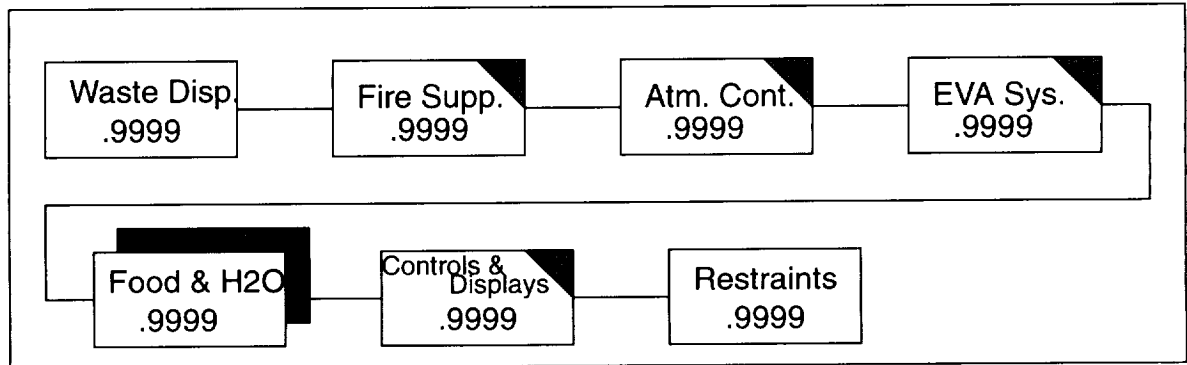 Waste Disp.
.9999
Fire Supp.
.9999
Atm. Cont.
.9999
EVA Sys.
.9999
Food & H2O
.9999
Controls &
Displays
.9999
Restraints
.9999